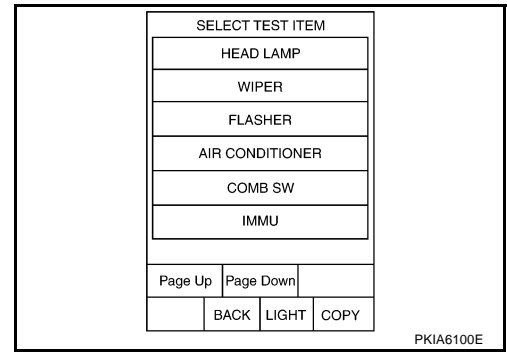 SELECT TEST ITEM
HEAD LAMP
WIPER
FLASHER
AIR CONDITIONER
COMB SW
IMMU
Page Up Page Down
BACK LIGHT COPY
PKIA6100E